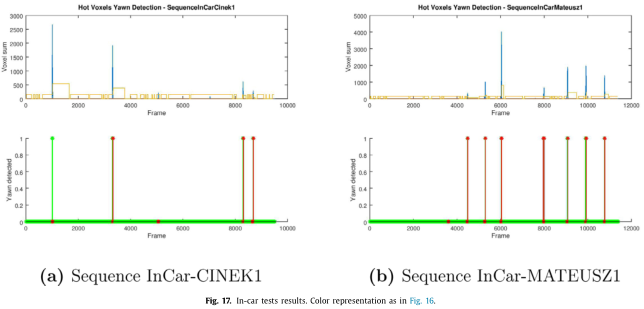 Hot Voxels Yawn Detection - SequenceInCarCinek1
3000
2500
2000
1500
1000
500
0
Voxel sum
0 2000 4000 6000 8000 10000
Frame
1
0.8
0.6
0.4
0.2
0
Yawn detected
0 2000 4000 6000 8000 10000
Frame
(a) Sequence InCar-CINEK1
Hot Voxels Yawn Detection - SequenceInCarMateusz1
5000
4000
3000
2000
1000
0
Voxel sum
0 2000 4000 6000 8000 10000 12000
Frame
1
0.8
0.6
0.4
0.2
0
Yawn detected
0 2000 4000 6000 8000 10000 12000
Frame
(b) Sequence InCar-MATEUSZ1
Fig. 17. In-car tests results. Color representation as in Fig. 16.